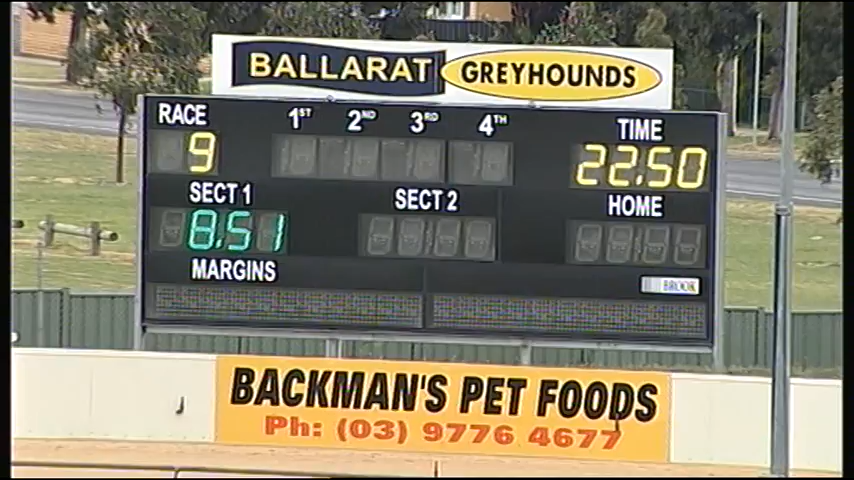 BALLARAT GREYHOUNDS
RACE 1ST 2ND 3RD 4TH TIME
9 22.50
SECT 1 SECT 2 HOME
8.51
MARGINS
BROOK
BACKMAN'S PET FOODS
Ph: (03) 9776 4677